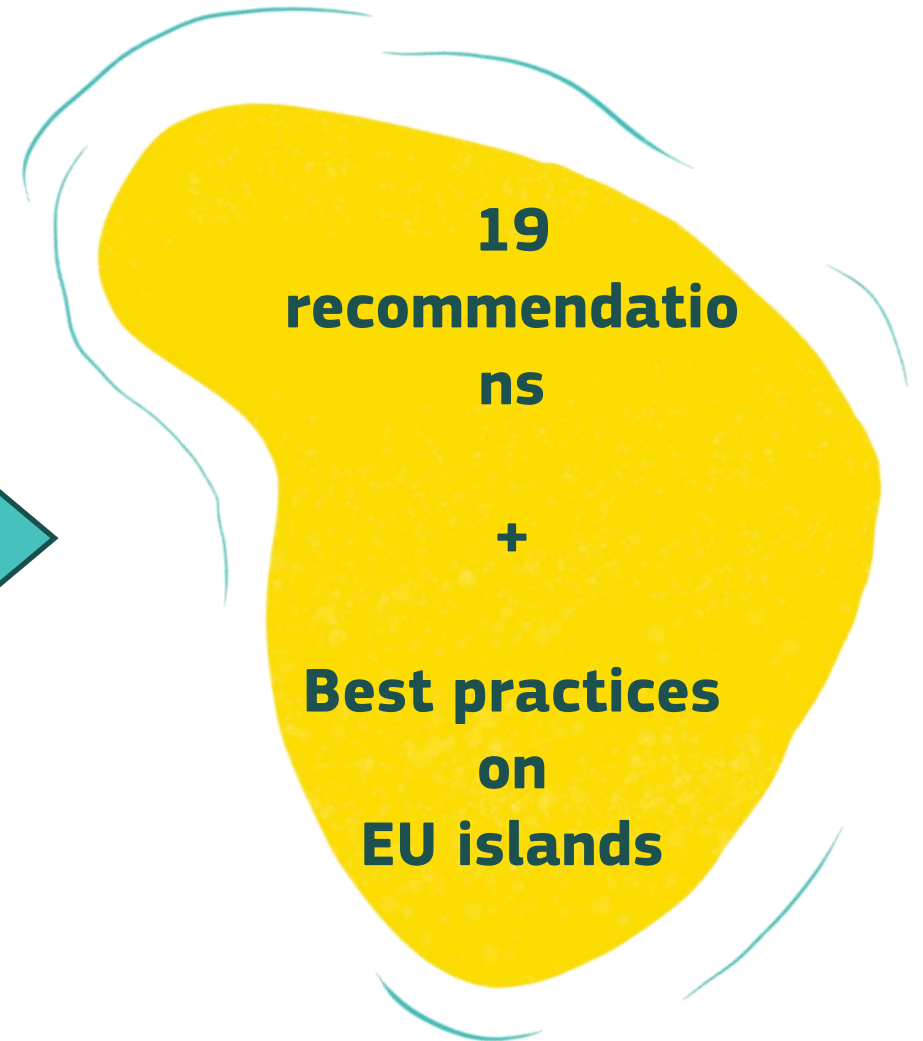 19
recommendatio
ns
+
Best practices
on
EU islands